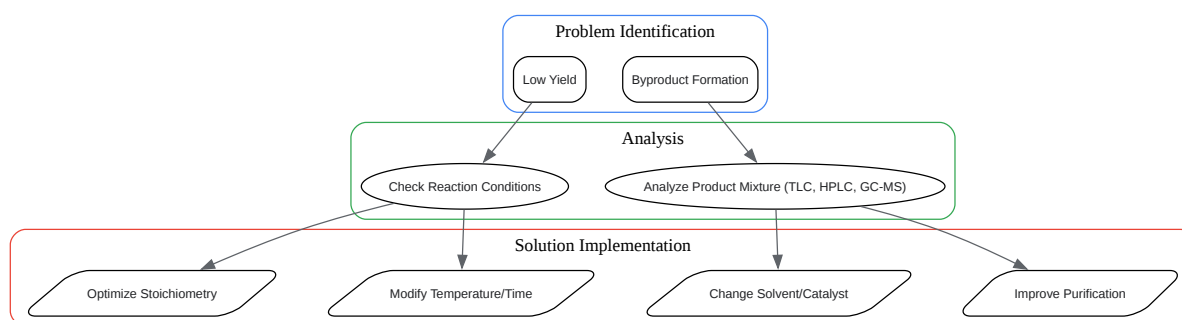 Problem Identification
Low Yield
Byproduct Formation
Analysis
Check Reaction Conditions
Analyze Product Mixture (TLC, HPLC, GC-MS)
Solution Implementation
Optimize Stoichiometry
Modify Temperature/Time
Change Solvent/Catalyst
Improve Purification